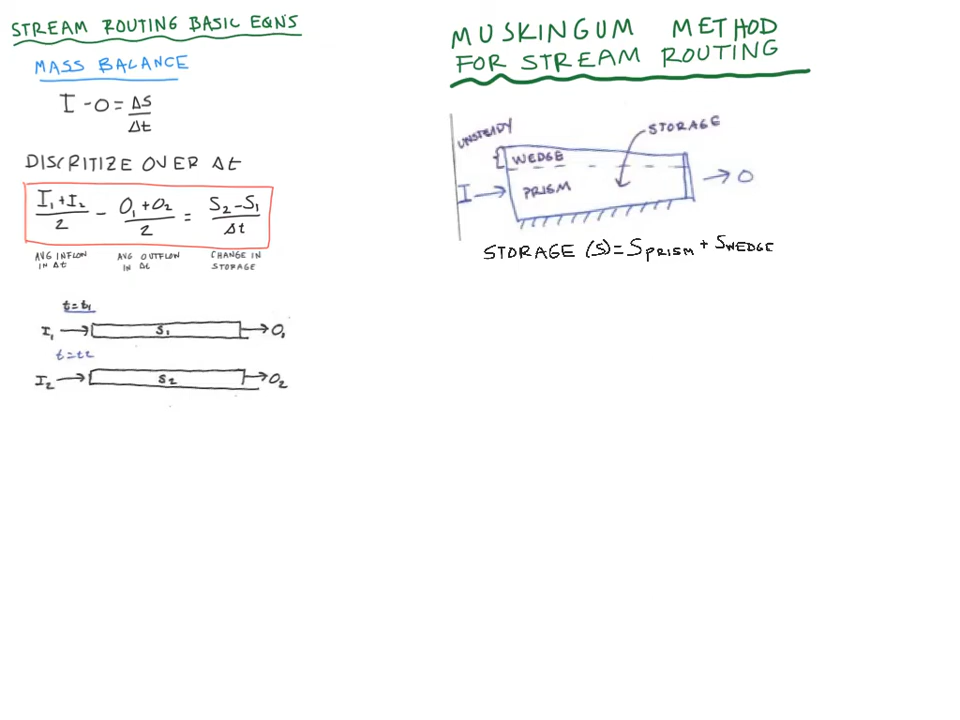 STREAM ROUTING BASIC EQNS
MASS BALANCE
I - O = ΔS/Δt
DISCRITIZE OVER Δt
(I₁+I₂)/2 - (O₁+O₂)/2 = (S₂-S₁)/Δt
AVG INFLOW IN Δt
AVG OUTFLOW IN Δt
CHANGE IN STORAGE
t=t₁
I₁ → S₁ → O₁
t=t2
I₂ → S₂ → O₂
MUSKINGUM METHOD
FOR STREAM ROUTING
UNSTEADY
STORAGE
WEDGE
I → PRISM → O
STORAGE (S) = S PRISM + S WEDGE